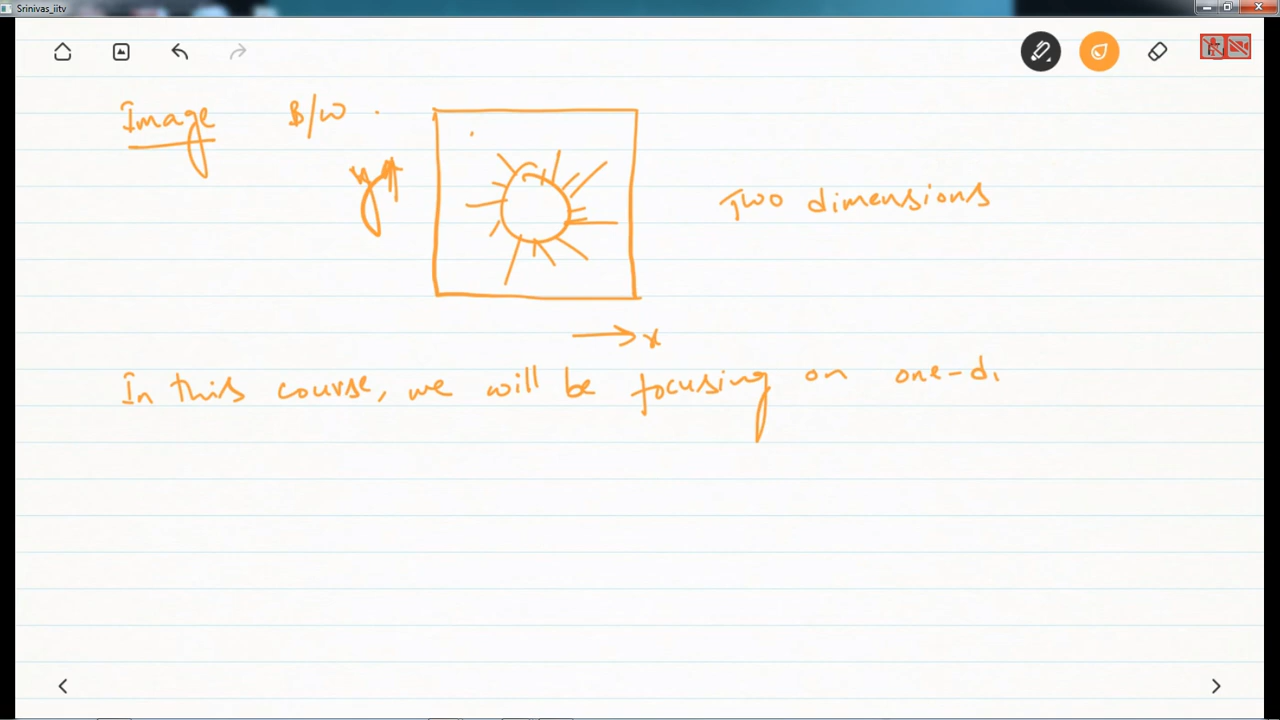 Srinivas_iitv
Image B/W
y
Two dimensions
x
In this course, we will be focusing on one-di